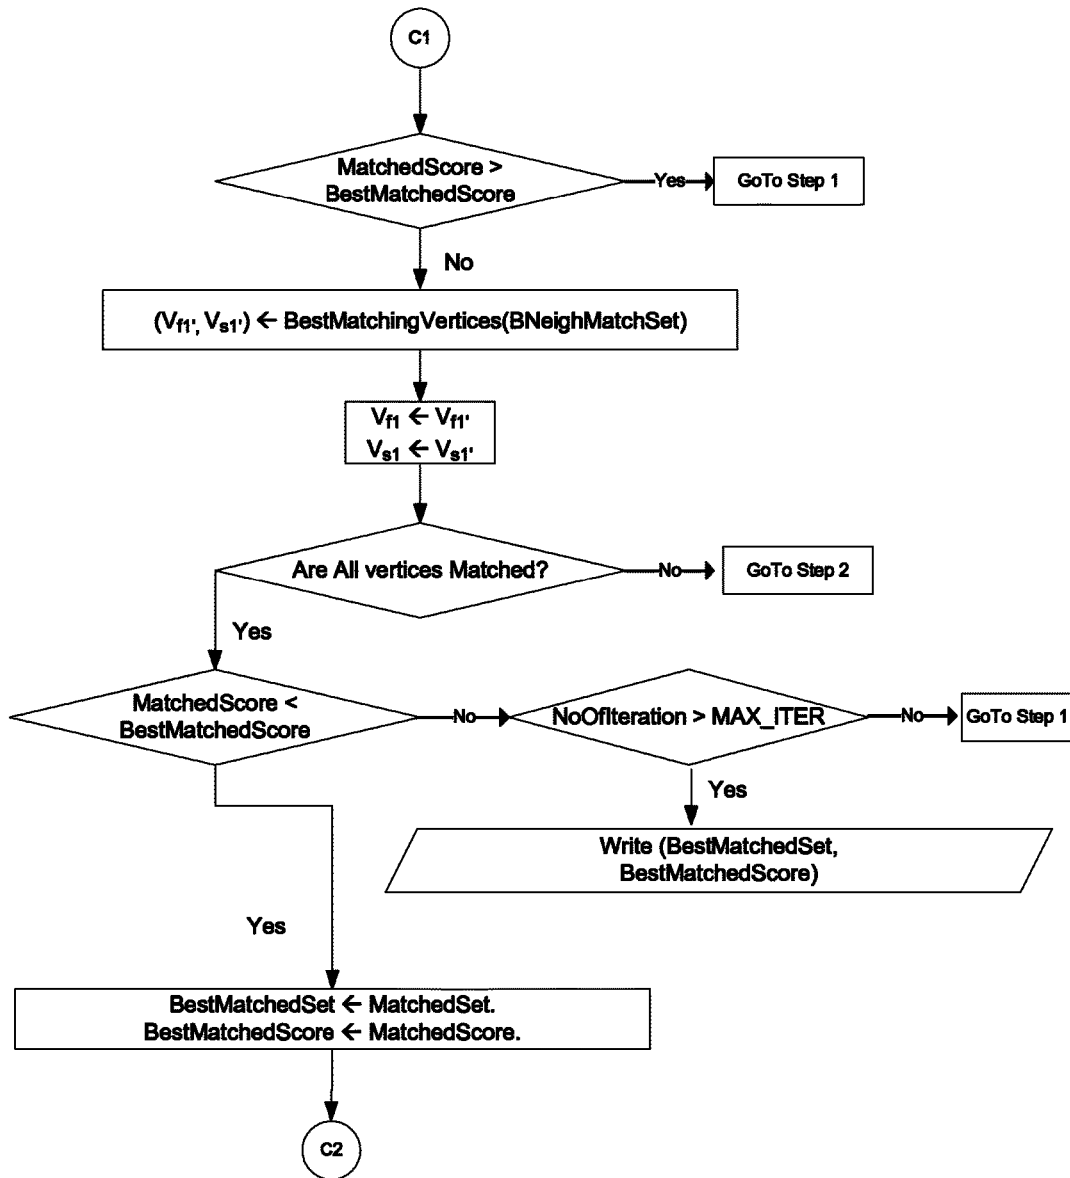 C1
MatchedScore >
BestMatchedScore
Yes
GoTo Step 1
No
(Vf1', Vs1') ← BestMatchingVertices(BNeighMatchSet)
Vf1 ← Vf1'
Vs1 ← Vs1'
Are All vertices Matched?
No
GoTo Step 2
Yes
MatchedScore <
BestMatchedScore
No
NoOfIteration > MAX_ITER
No
GoTo Step 1
Yes
Write (BestMatchedSet,
BestMatchedScore)
Yes
BestMatchedSet ← MatchedSet.
BestMatchedScore ← MatchedScore.
C2